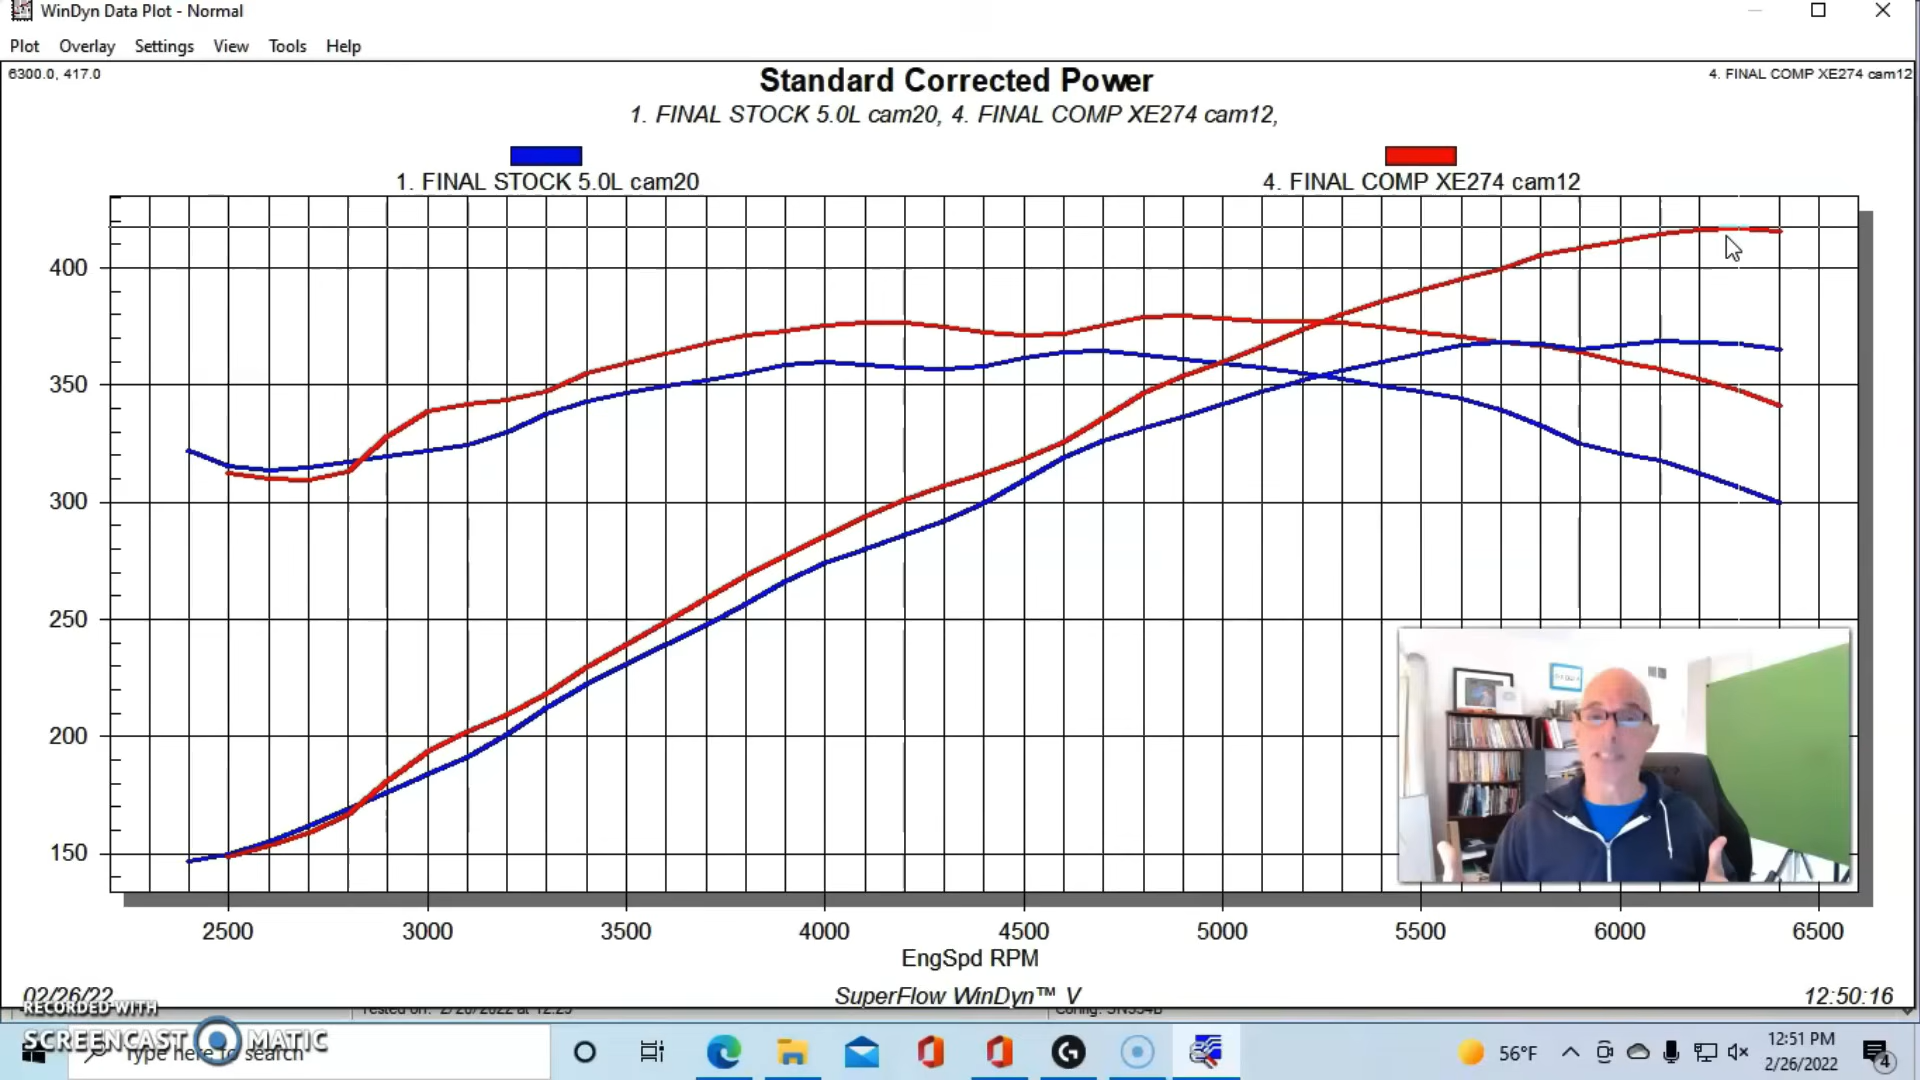 WinDyn Data Plot - Normal
Plot Overlay Settings View Tools Help
6300.0, 417.0
4. FINAL COMP XE274 cam12
Standard Corrected Power
1. FINAL STOCK 5.0L cam20, 4. FINAL COMP XE274 cam12,
1. FINAL STOCK 5.0L cam20
4. FINAL COMP XE274 cam12
400
350
300
250
200
150
2500 3000 3500 4000 4500 5000 5500 6000 6500
EngSpd RPM
02/26/22
SuperFlow WinDyn™ V
12:50:16
RECORDED WITH
SCREENCAST MATIC
Type here to search
56°F
12:51 PM
2/26/2022
4